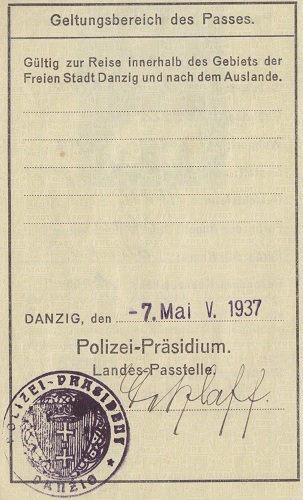 Geltungsbereich des Passes.
Gültig zur Reise innerhalb des Gebiets der
Freien Stadt Danzig und nach dem Auslande.
DANZIG, den -7. Mai V. 1937
Polizei-Präsidium.
Landes-Passtelle.
POLIZEI-PRÄSIDENT
DANZIG